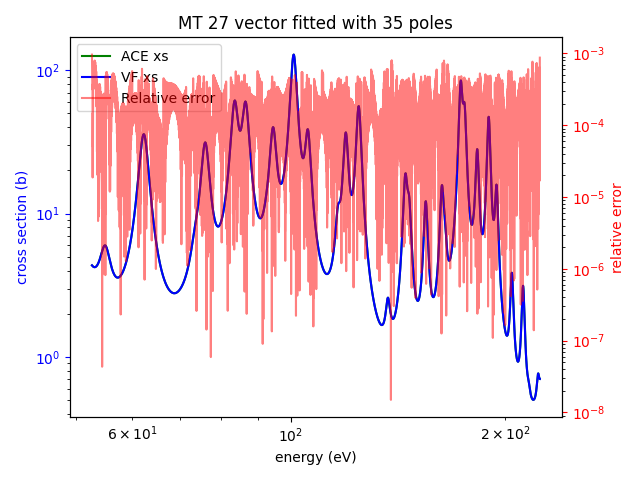 MT 27 vector fitted with 35 poles
ACE xs
VF xs
Relative error
cross section (b)
10²
10¹
10⁰
10⁻³
10⁻⁴
10⁻⁵
10⁻⁶
10⁻⁷
10⁻⁸
relative error
6 × 10¹
10²
2 × 10²
energy (eV)